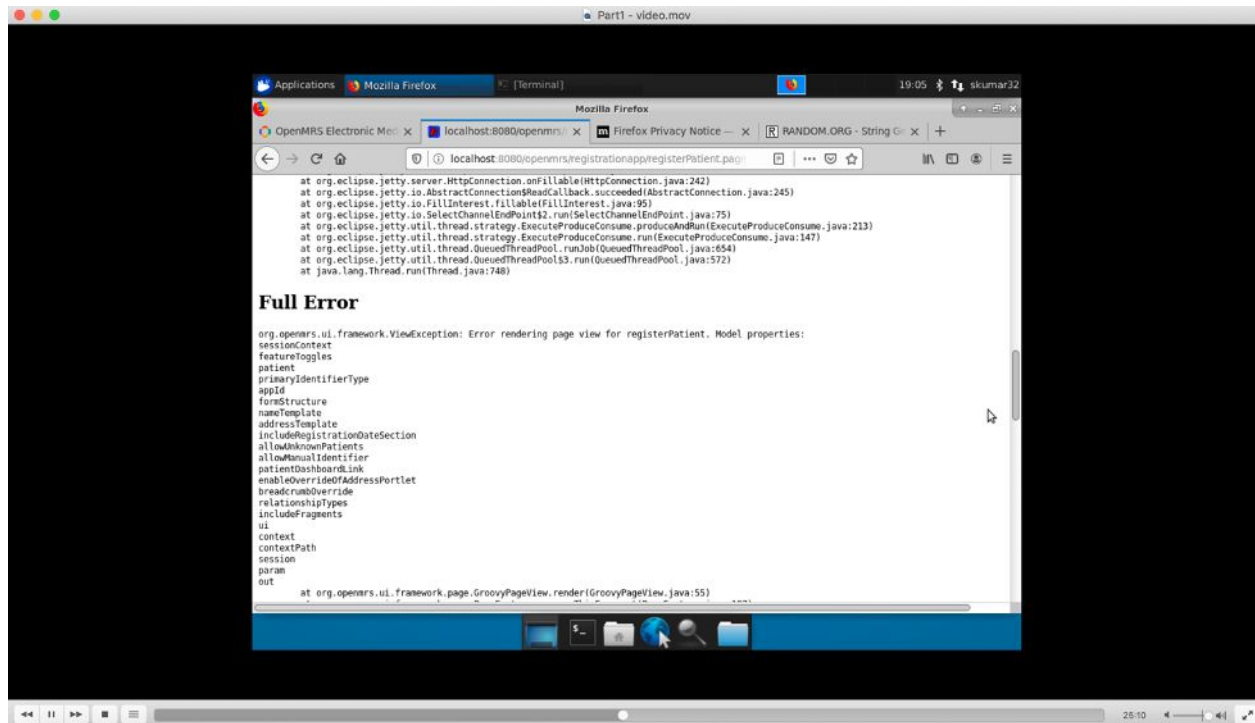 Part1 - video.mov
Applications Mozilla Firefox [Terminal] 19:05 skumar32
Mozilla Firefox
OpenMRS Electronic Med localhost:8080/openmrs/ Firefox Privacy Notice — RANDOM.ORG - String Ge
localhost:8080/openmrs/registrationapp/registerPatient.page
at org.eclipse.jetty.server.HttpConnection.onFillable(HttpConnection.java:242)
at org.eclipse.jetty.io.AbstractConnection$ReadCallback.succeeded(AbstractConnection.java:245)
at org.eclipse.jetty.io.FillInterest.fillable(FillInterest.java:95)
at org.eclipse.jetty.io.SelectChannelEndPoint$2.run(SelectChannelEndPoint.java:75)
at org.eclipse.jetty.util.thread.strategy.ExecuteProduceConsume.produceAndRun(ExecuteProduceConsume.java:213)
at org.eclipse.jetty.util.thread.strategy.ExecuteProduceConsume.run(ExecuteProduceConsume.java:147)
at org.eclipse.jetty.util.thread.QueuedThreadPool.runJob(QueuedThreadPool.java:654)
at org.eclipse.jetty.util.thread.QueuedThreadPool$3.run(QueuedThreadPool.java:572)
at java.lang.Thread.run(Thread.java:748)
Full Error
org.openmrs.ui.framework.ViewException: Error rendering page view for registerPatient. Model properties:
sessionContext
featureToggles
patient
primaryIdentifierType
appId
formStructure
nameTemplate
addressTemplate
includeRegistrationDateSection
allowUnknownPatients
allowManualIdentifier
patientDashboardLink
enableOverrideOfAddressPortlet
breadcrumbOverride
relationshipTypes
includeFragments
ui
context
contextPath
session
param
out
at org.openmrs.ui.framework.page.GroovyPageView.render(GroovyPageView.java:55)
25:10